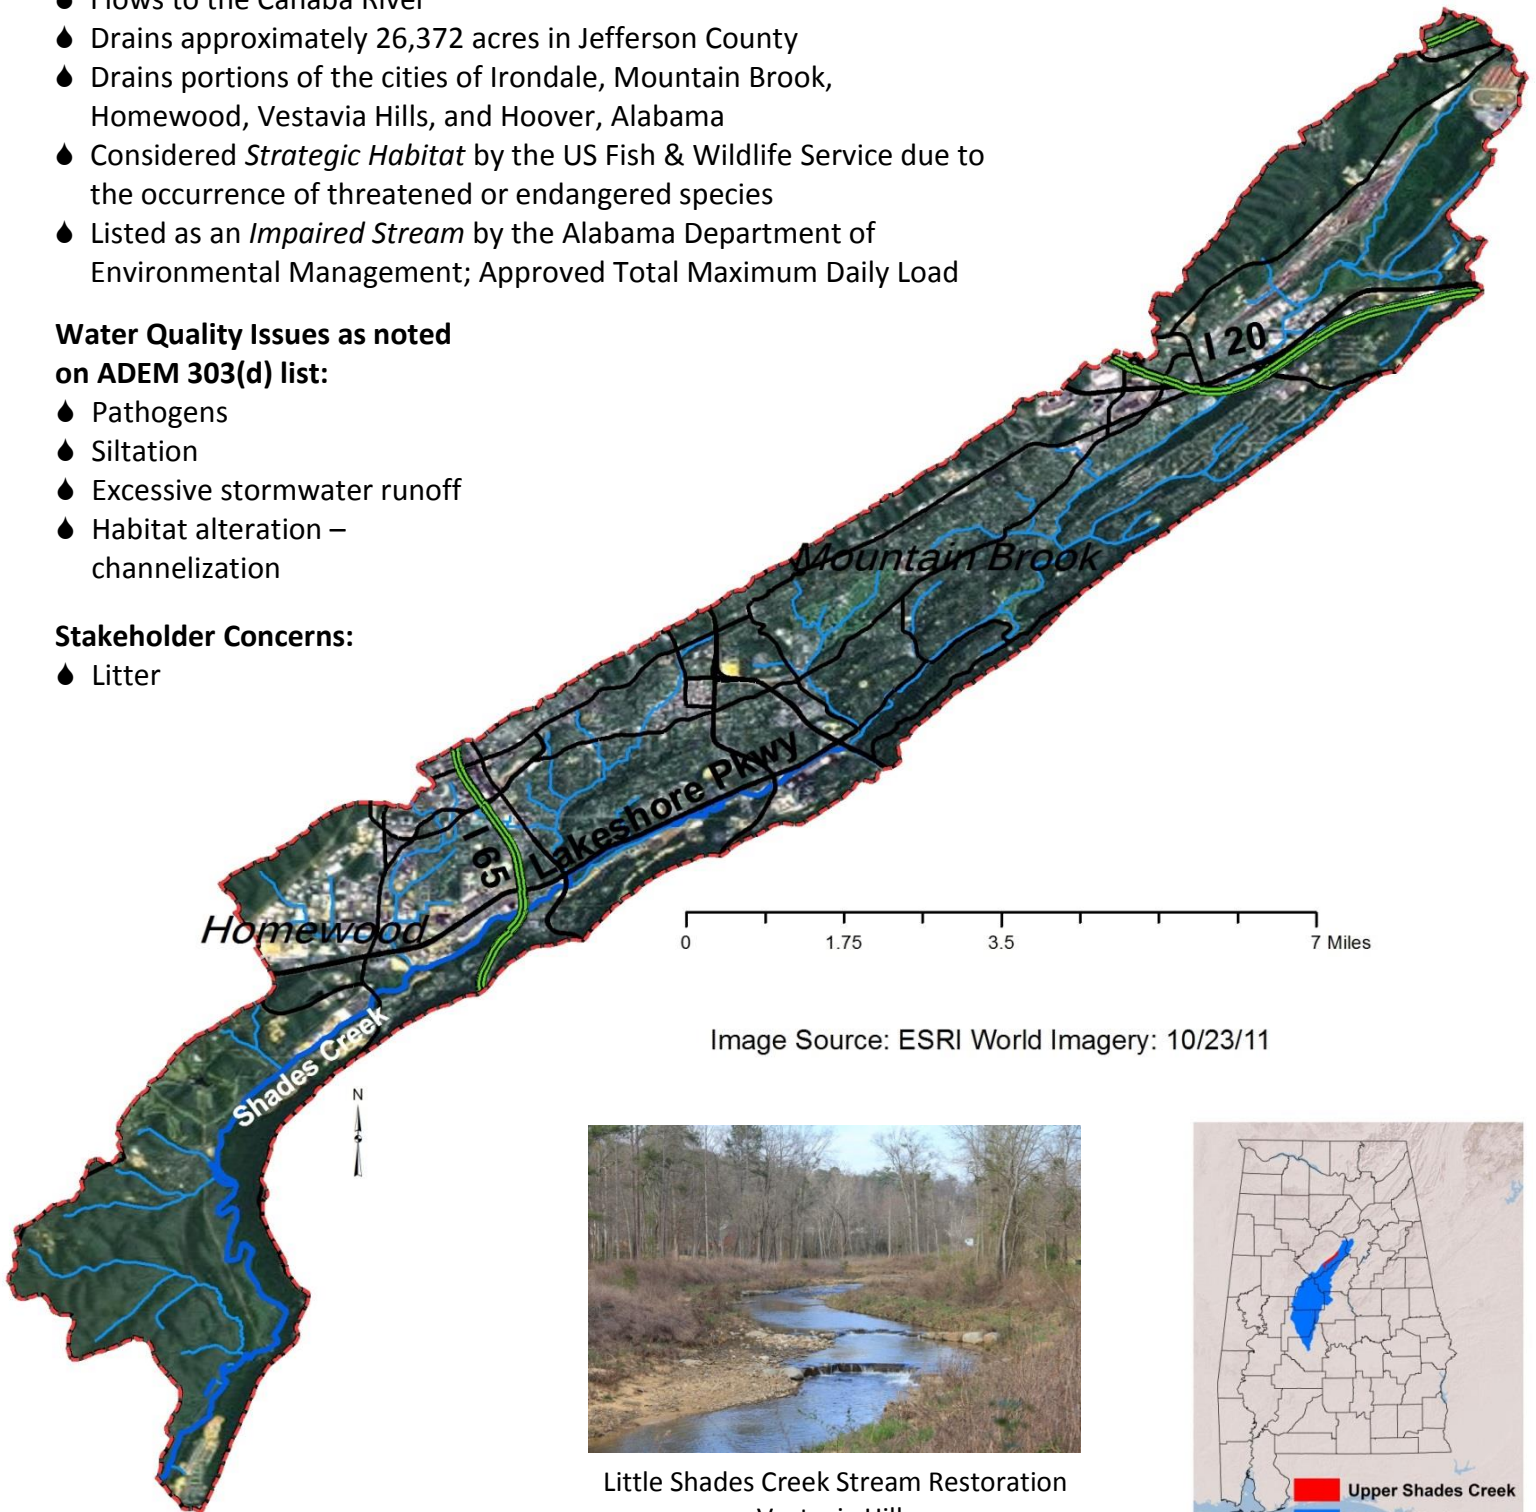 Flows to the Cahaba River
Drains approximately 26,372 acres in Jefferson County
Drains portions of the cities of Irondale, Mountain Brook,
Homewood, Vestavia Hills, and Hoover, Alabama
Considered Strategic Habitat by the US Fish & Wildlife Service due to
the occurrence of threatened or endangered species
Listed as an Impaired Stream by the Alabama Department of
Environmental Management; Approved Total Maximum Daily Load
Water Quality Issues as noted
on ADEM 303(d) list:
Pathogens
Siltation
Excessive stormwater runoff
Habitat alteration –
channelization
Stakeholder Concerns:
Litter
I 20
Mountain Brook
Lakeshore Pkwy
I 65
Homewood
Shades Creek
N
0 1.75 3.5 7 Miles
Image Source: ESRI World Imagery: 10/23/11
Little Shades Creek Stream Restoration
Upper Shades Creek